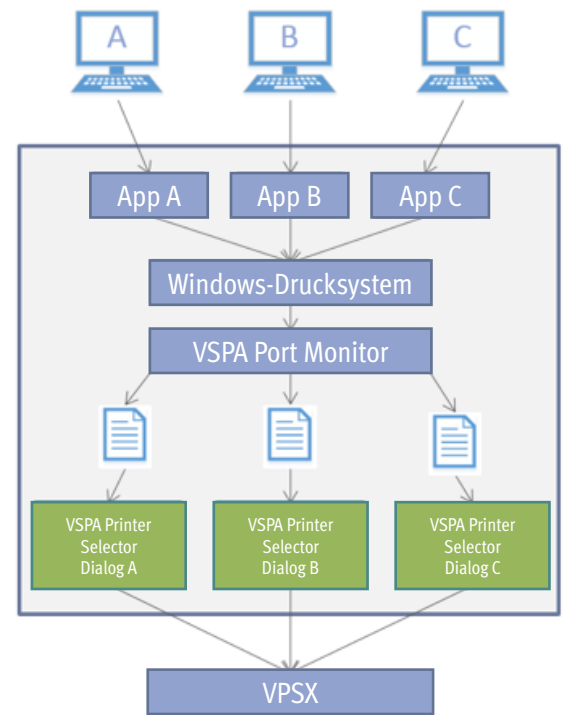 A
B
C
App A
App B
App C
Windows-Drucksystem
VSPA Port Monitor
VSPA Printer
Selector
Dialog A
VSPA Printer
Selector
Dialog B
VSPA Printer
Selector
Dialog C
VPSX